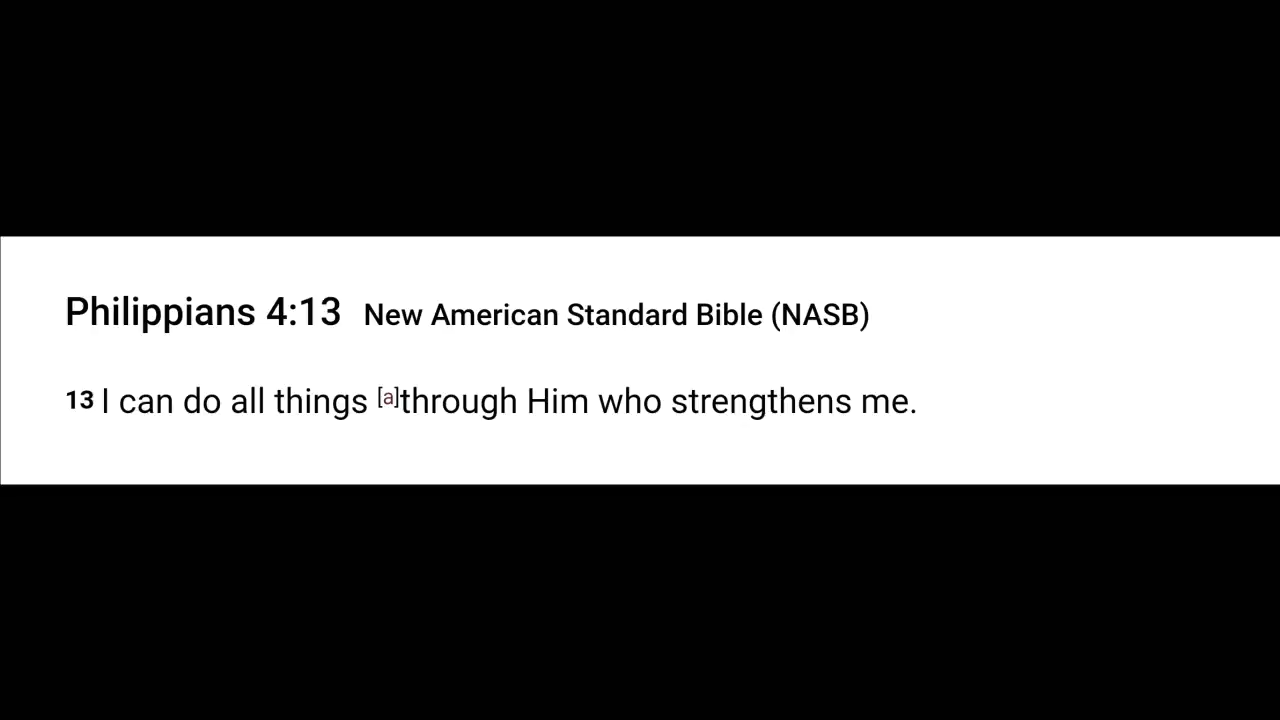 Philippians 4:13 New American Standard Bible (NASB)
13 I can do all things [a]through Him who strengthens me.